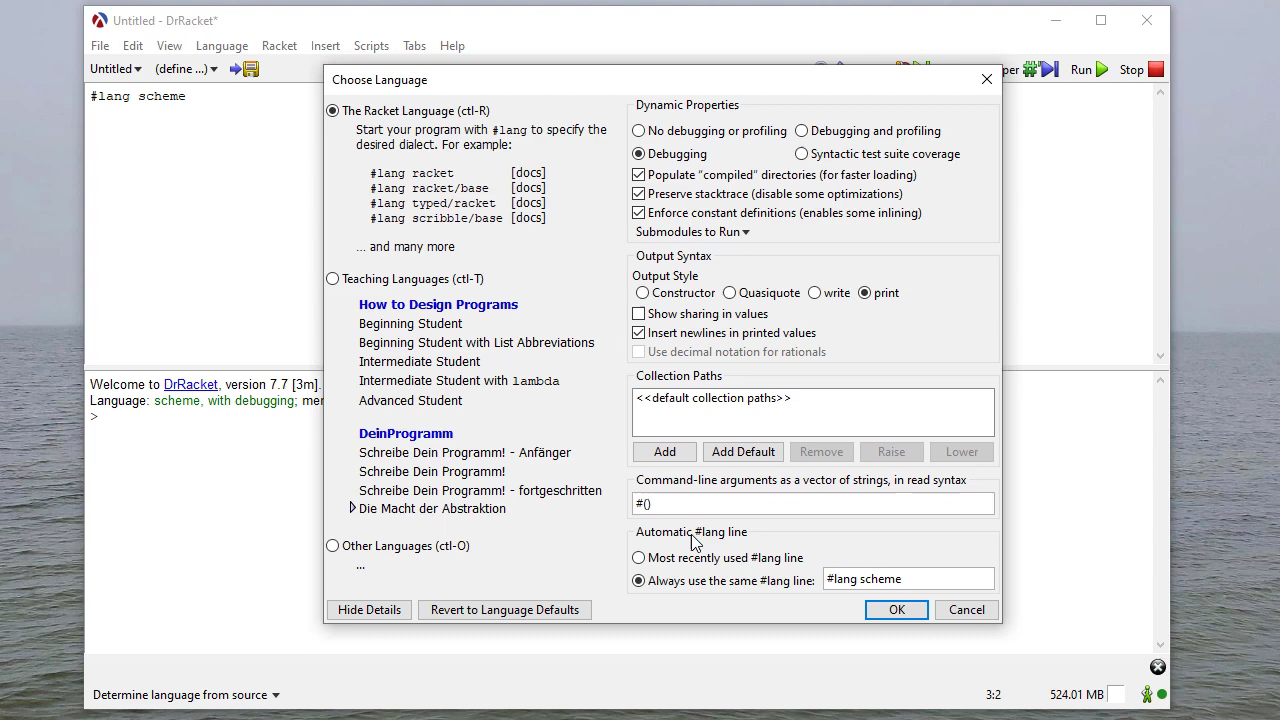 Untitled - DrRacket*
File Edit View Language Racket Insert Scripts Tabs Help
Untitled (define ...) Run Stop
#lang scheme
Welcome to DrRacket, version 7.7 [3m].
Language: scheme, with debugging;
>
Choose Language
The Racket Language (ctl-R)
Start your program with #lang to specify the
desired dialect. For example:
#lang racket [docs]
#lang racket/base [docs]
#lang typed/racket [docs]
#lang scribble/base [docs]
... and many more
Teaching Languages (ctl-T)
How to Design Programs
Beginning Student
Beginning Student with List Abbreviations
Intermediate Student
Intermediate Student with lambda
Advanced Student
DeinProgramm
Schreibe Dein Programm! - Anfänger
Schreibe Dein Programm!
Schreibe Dein Programm! - fortgeschritten
Die Macht der Abstraktion
Other Languages (ctl-O)
...
Hide Details Revert to Language Defaults
Dynamic Properties
No debugging or profiling Debugging and profiling
Debugging Syntactic test suite coverage
Populate “compiled” directories (for faster loading)
Preserve stacktrace (disable some optimizations)
Enforce constant definitions (enables some inlining)
Submodules to Run
Output Syntax
Output Style
Constructor Quasiquote write print
Show sharing in values
Insert newlines in printed values
Use decimal notation for rationals
Collection Paths
<<default collection paths>>
Add Add Default Remove Raise Lower
Command-line arguments as a vector of strings, in read syntax
#()
Automatic #lang line
Most recently used #lang line
Always use the same #lang line: #lang scheme
OK Cancel
Determine language from source 3:2 524.01 MB